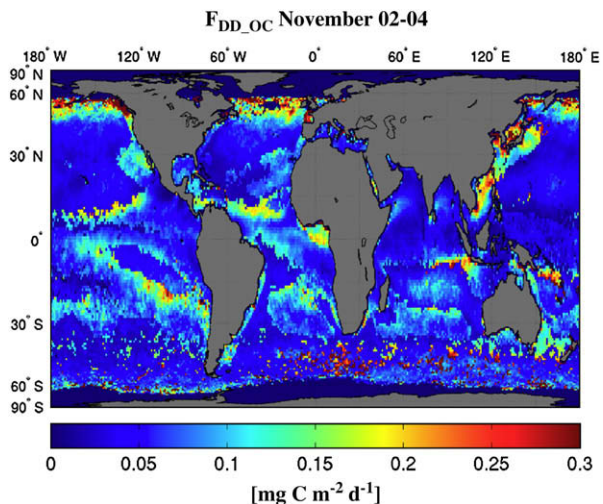 F_DD_OC November 02-04
180° W 120° W 60° W 0° 60° E 120° E 180° E
90° N
60° N
30° N
0°
30° S
60° S
90° S
0 0.05 0.1 0.15 0.2 0.25 0.3
[mg C m⁻² d⁻¹]